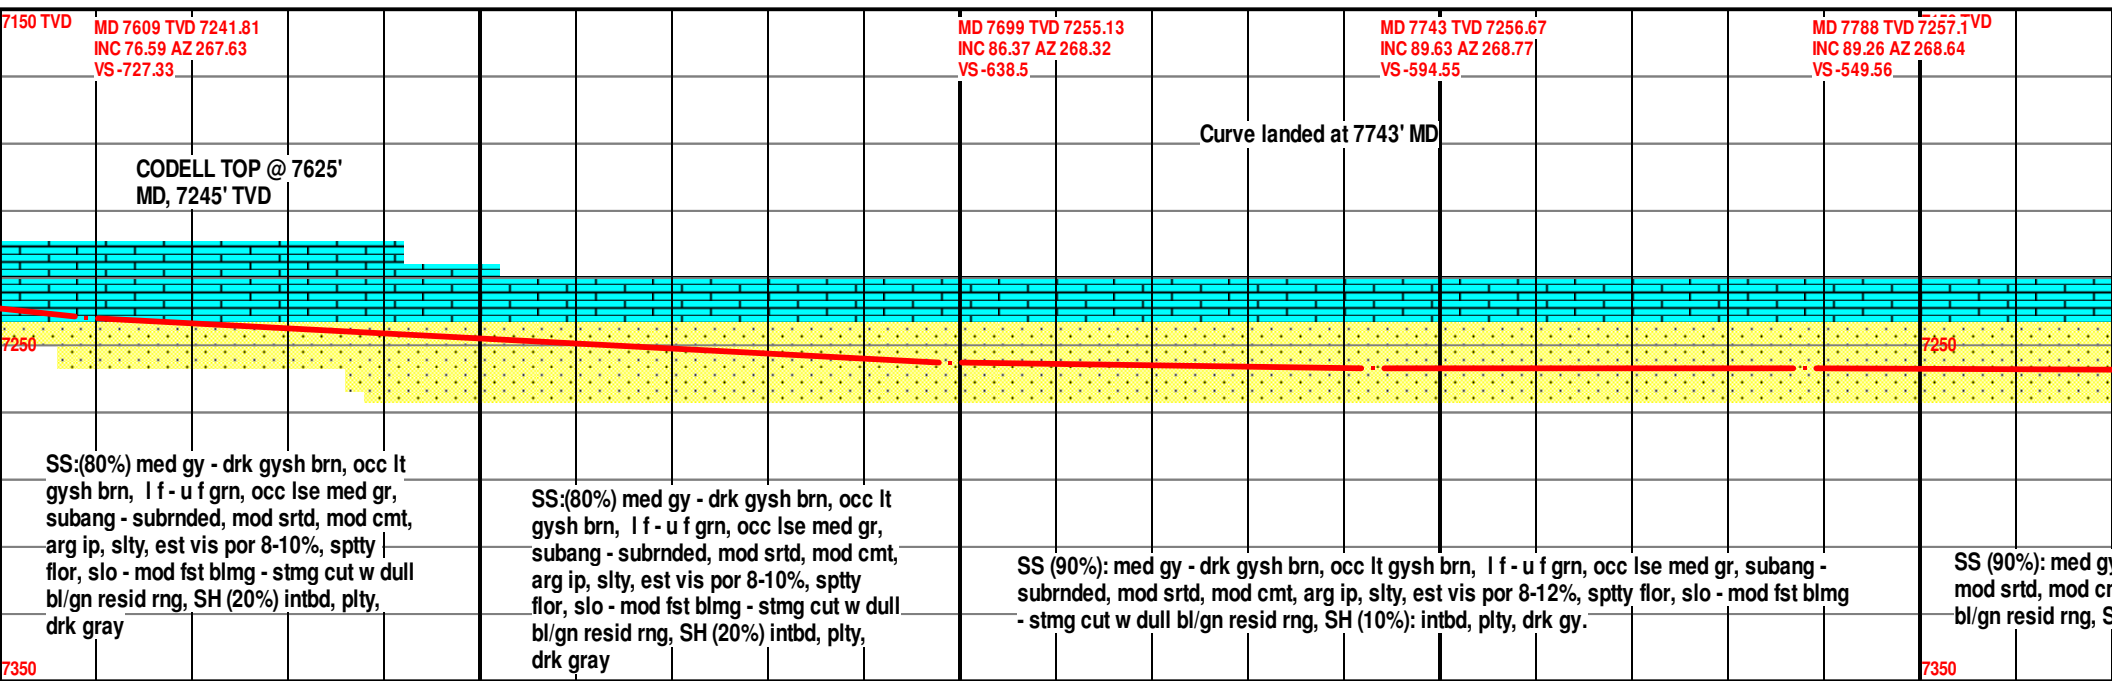 7150 TVD
MD 7609 TVD 7241.81
INC 76.59 AZ 267.63
VS -727.33
MD 7699 TVD 7255.13
INC 86.37 AZ 268.32
VS -638.5
MD 7743 TVD 7256.67
INC 89.63 AZ 268.77
VS -594.55
MD 7788 TVD 7257.1
INC 89.26 AZ 268.64
VS -549.56
TVD
Curve landed at 7743' MD
CODELL TOP @ 7625'
MD, 7245' TVD
7250
7250
SS:(80%) med gy - drk gysh brn, occ lt
gysh brn, l f - u f grn, occ lse med gr,
subang - subrnded, mod srtd, mod cmt,
arg ip, slty, est vis por 8-10%, sptty
flor, slo - mod fst blmg - stmg cut w dull
bl/gn resid rng, SH (20%) intbd, plty,
drk gray
SS:(80%) med gy - drk gysh brn, occ lt
gysh brn, l f - u f grn, occ lse med gr,
subang - subrnded, mod srtd, mod cmt,
arg ip, slty, est vis por 8-10%, sptty
flor, slo - mod fst blmg - stmg cut w dull
bl/gn resid rng, SH (20%) intbd, plty,
drk gray
SS (90%): med gy - drk gysh brn, occ lt gysh brn, l f - u f grn, occ lse med gr, subang -
subrnded, mod srtd, mod cmt, arg ip, slty, est vis por 8-12%, sptty flor, slo - mod fst blmg
- stmg cut w dull bl/gn resid rng, SH (10%): intbd, plty, drk gy.
SS (90%): med gy
mod srtd, mod
bl/gn resid rng,
7350
7350